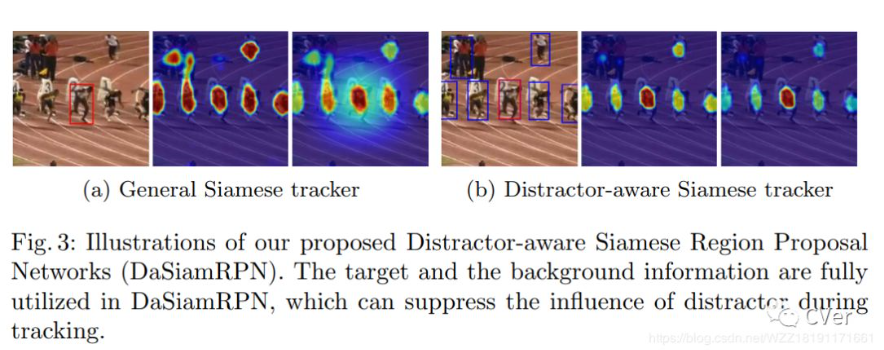 (a) General Siamese tracker
(b) Distractor-aware Siamese tracker
Fig. 3: Illustrations of our proposed Distractor-aware Siamese Region Proposal
Networks (DaSiamRPN). The target and the background information are fully
utilized in DaSiamRPN, which can suppress the influence of distractor during
tracking.
CVer
https://blog.csdn.net/WZZ18191171661